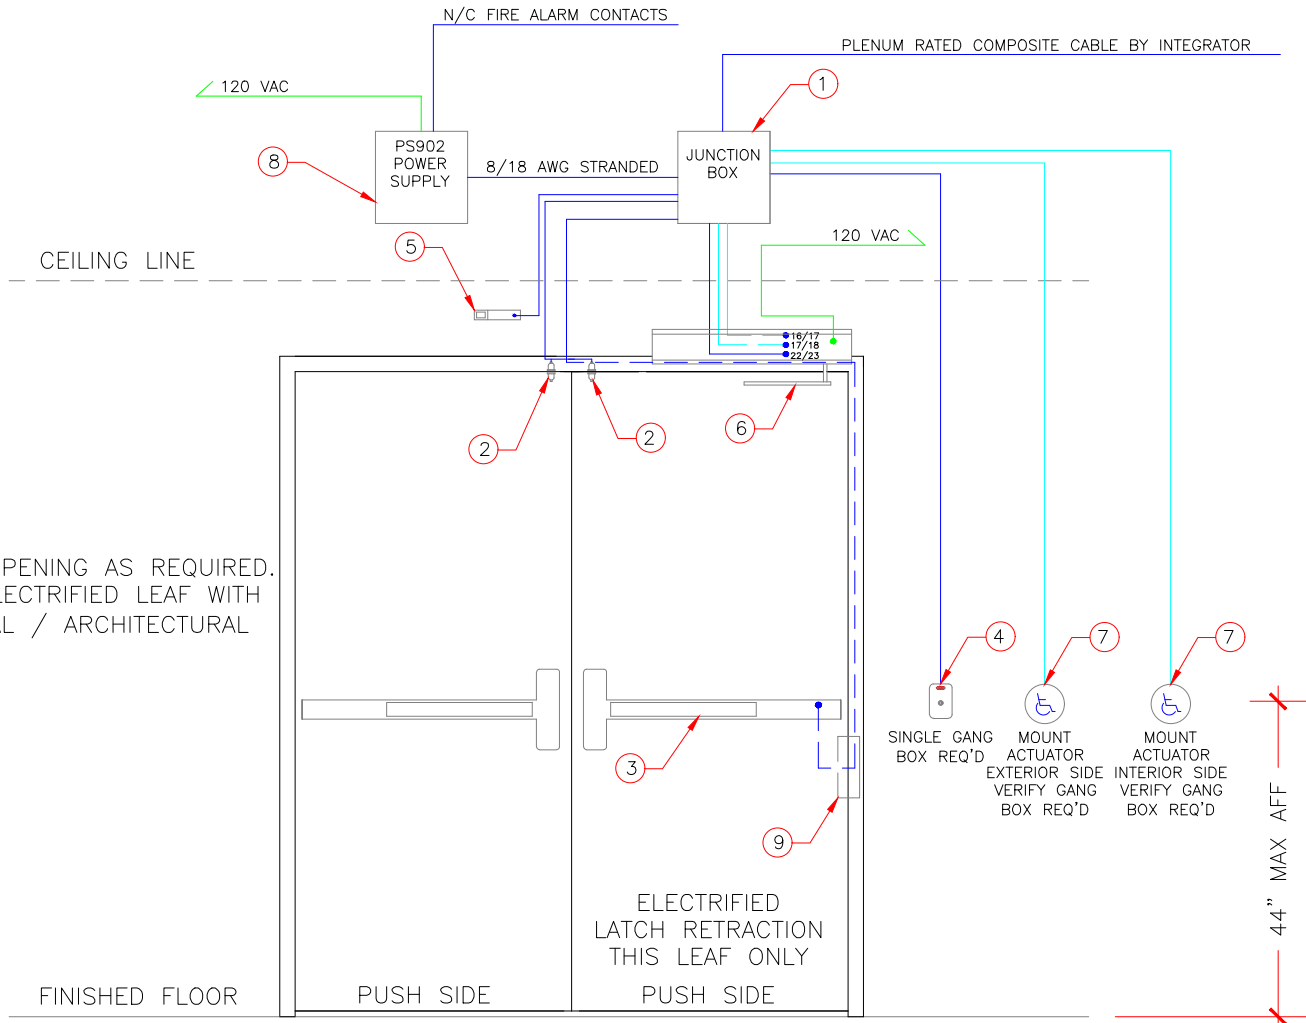 N/C FIRE ALARM CONTACTS
PLENUM RATED COMPOSITE CABLE BY INTEGRATOR
120 VAC
1
PS902
POWER
SUPPLY
8
8/18 AWG STRANDED
JUNCTION
BOX
5
120 VAC
CEILING LINE
16/17
17/18
22/23
2
2
6
PENING AS REQUIRED.
LECTRIFIED LEAF WITH
AL / ARCHITECTURAL
4
7
7
3
SINGLE GANG
BOX REQ'D
MOUNT
ACTUATOR
EXTERIOR SIDE
VERIFY GANG
BOX REQ'D
MOUNT
ACTUATOR
INTERIOR SIDE
VERIFY GANG
BOX REQ'D
9
44" MAX AFF
ELECTRIFIED
LATCH RETRACTION
THIS LEAF ONLY
FINISHED FLOOR
PUSH SIDE
PUSH SIDE